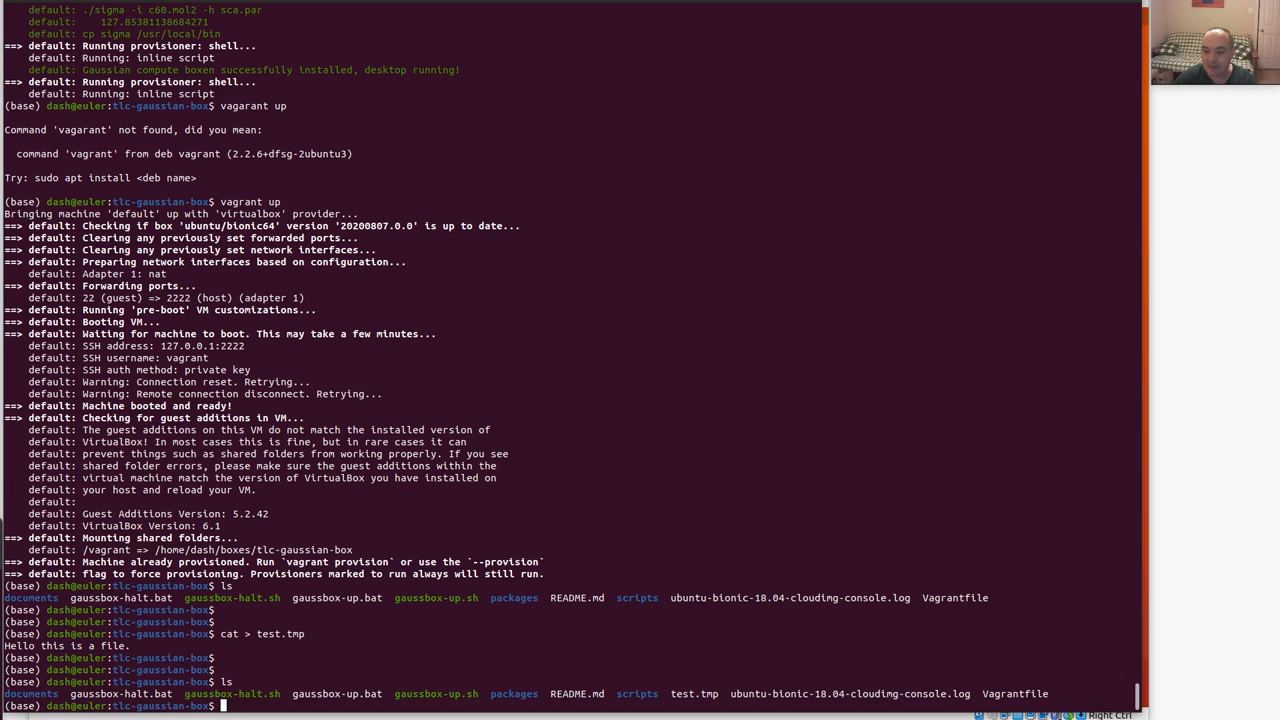 default: ./sigma -i c60.mol2 -h sca.par
default:    127.85381138684271
default: cp sigma /usr/local/bin
==> default: Running provisioner: shell...
default: Running: inline script
default: Gaussian compute boxen successfully installed, desktop running!
==> default: Running provisioner: shell...
default: Running: inline script
(base) dash@euler:tlc-gaussian-box$ vagarant up
Command 'vagarant' not found, did you mean:
command 'vagrant' from deb vagrant (2.2.6+dfsg-2ubuntu3)
Try: sudo apt install <deb name>
(base) dash@euler:tlc-gaussian-box$ vagrant up
Bringing machine 'default' up with 'virtualbox' provider...
==> default: Checking if box 'ubuntu/bionic64' version '20200807.0.0' is up to date...
==> default: Clearing any previously set forwarded ports...
==> default: Clearing any previously set network interfaces...
==> default: Preparing network interfaces based on configuration...
default: Adapter 1: nat
==> default: Forwarding ports...
default: 22 (guest) => 2222 (host) (adapter 1)
==> default: Running 'pre-boot' VM customizations...
==> default: Booting VM...
==> default: Waiting for machine to boot. This may take a few minutes...
default: SSH address: 127.0.0.1:2222
default: SSH username: vagrant
default: SSH auth method: private key
default: Warning: Connection reset. Retrying...
default: Warning: Remote connection disconnect. Retrying...
==> default: Machine booted and ready!
==> default: Checking for guest additions in VM...
default: The guest additions on this VM do not match the installed version of
default: VirtualBox! In most cases this is fine, but in rare cases it can
default: prevent things such as shared folders from working properly. If you see
default: shared folder errors, please make sure the guest additions within the
default: virtual machine match the version of VirtualBox you have installed on
default: your host and reload your VM.
default:
default: Guest Additions Version: 5.2.42
default: VirtualBox Version: 6.1
==> default: Mounting shared folders...
default: /vagrant => /home/dash/boxes/tlc-gaussian-box
==> default: Machine already provisioned. Run `vagrant provision` or use the `--provision`
==> default: flag to force provisioning. Provisioners marked to run always will still run.
(base) dash@euler:tlc-gaussian-box$ ls
documents  gaussbox-halt.bat  gaussbox-halt.sh  gaussbox-up.bat  gaussbox-up.sh  packages  README.md  scripts  ubuntu-bionic-18.04-cloudimg-console.log  Vagrantfile
(base) dash@euler:tlc-gaussian-box$
(base) dash@euler:tlc-gaussian-box$
(base) dash@euler:tlc-gaussian-box$ cat > test.tmp
Hello this is a file.
(base) dash@euler:tlc-gaussian-box$
(base) dash@euler:tlc-gaussian-box$
(base) dash@euler:tlc-gaussian-box$ ls
documents  gaussbox-halt.bat  gaussbox-halt.sh  gaussbox-up.bat  gaussbox-up.sh  packages  README.md  scripts  test.tmp  ubuntu-bionic-18.04-cloudimg-console.log  Vagrantfile
(base) dash@euler:tlc-gaussian-box$
Right Ctrl